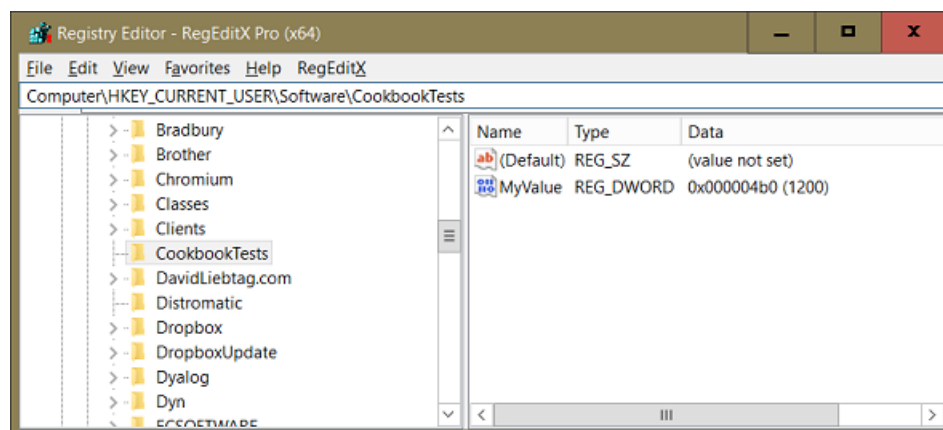 Registry Editor - RegEditX Pro (x64)
File Edit View Favorites Help RegEditX
Computer\HKEY_CURRENT_USER\Software\CookbookTests
Bradbury
Brother
Chromium
Classes
Clients
CookbookTests
DavidLiebtag.com
Distromatic
Dropbox
DropboxUpdate
Dyalog
Dyn
ECSOFTWARE
Name Type Data
(Default) REG_SZ (value not set)
MyValue REG_DWORD 0x000004b0 (1200)